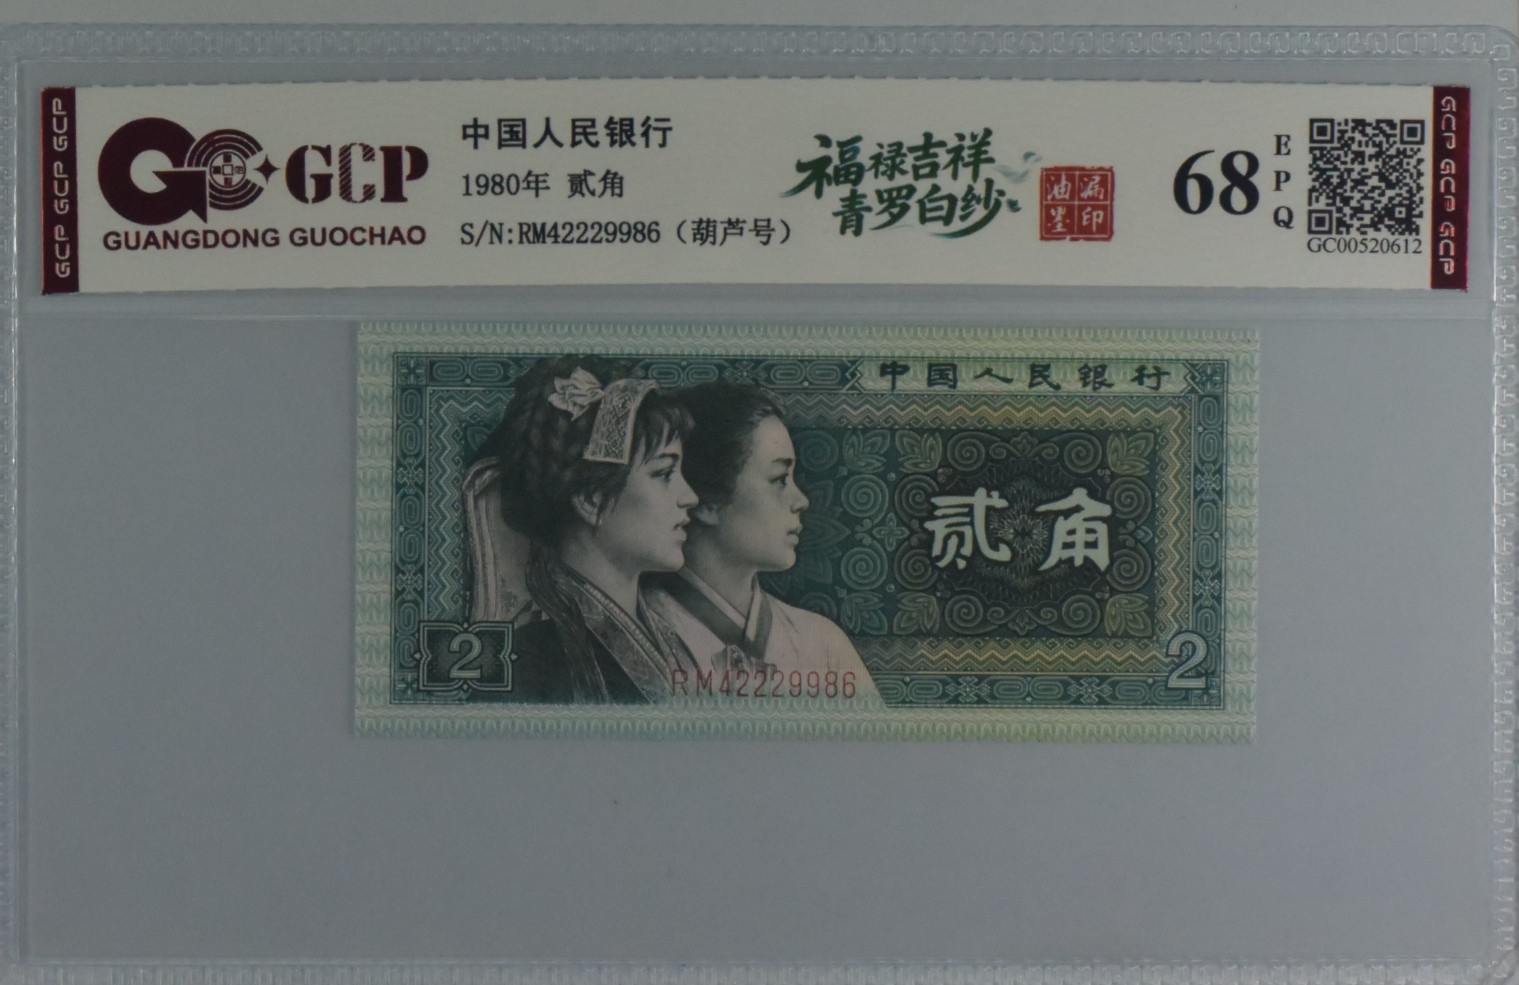 GCP GCP GCP
GCP
GUANGDONG GUOCHAO
中国人民银行
1980年 贰角
S/N:RM42229986（葫芦号）
福禄吉祥
青罗白纱
漏印
油墨
68
EPQ
GC00520612
GCP GCP GCP
中国人民银行
贰角
2
RM42229986
2